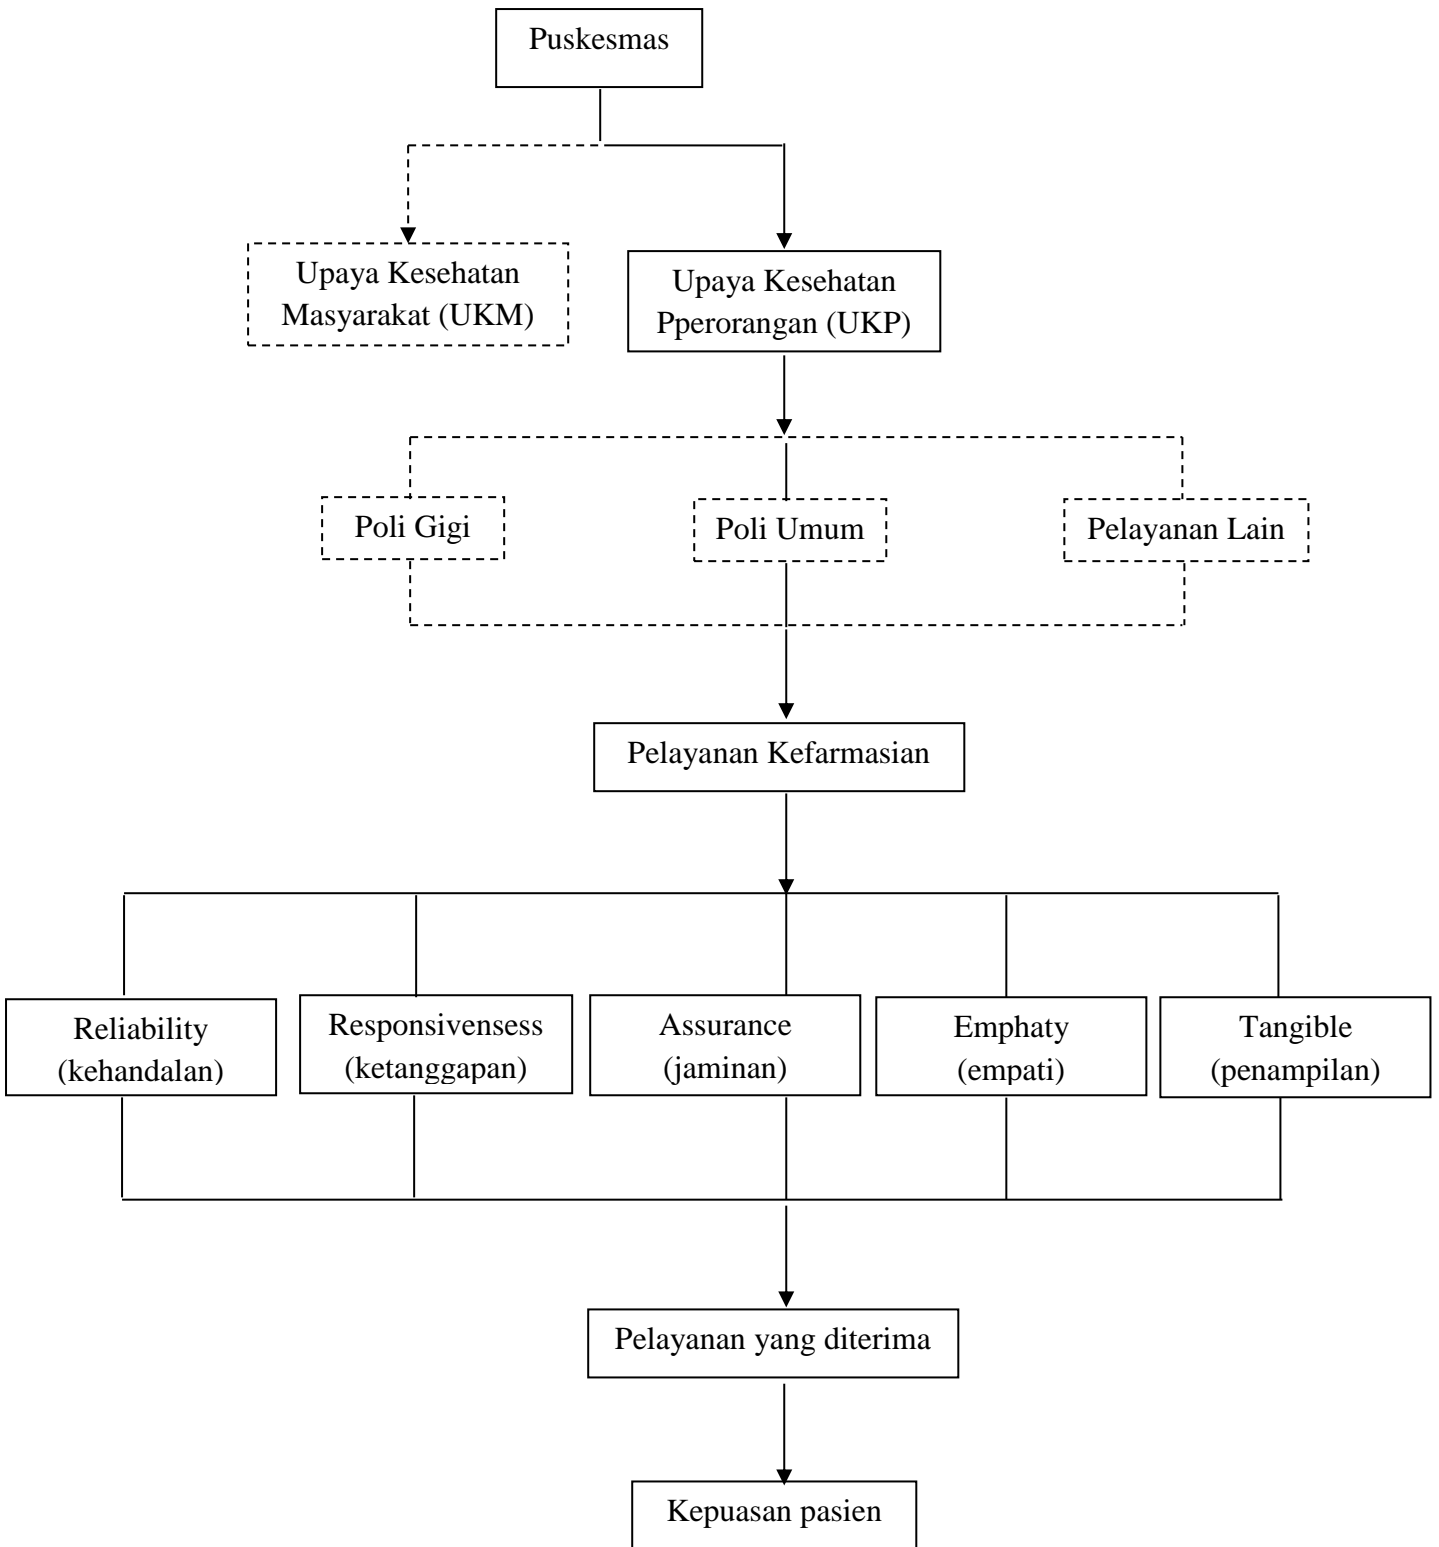 Puskesmas
Upaya Kesehatan
Masyarakat (UKM)
Upaya Kesehatan
Pperorangan (UKP)
Poli Gigi
Poli Umum
Pelayanan Lain
Pelayanan Kefarmasian
Reliability
(kehandalan)
Responsivensess
(ketanggapan)
Assurance
(jaminan)
Emphaty
(empati)
Tangible
(penampilan)
Pelayanan yang diterima
Kepuasan pasien